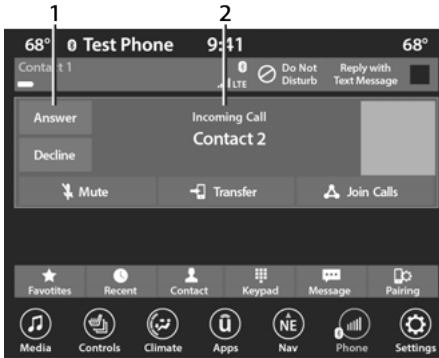 1 2
68° Test Phone 9:41 68°
Contact 1 LTE Do Not Disturb Reply with Text Message
Answer
Incoming Call
Contact 2
Decline
Mute Transfer Join Calls
Favotites Recent Contact Keypad Message Pairing
û NE
Media Controls Climate Apps Nav Phone Settings